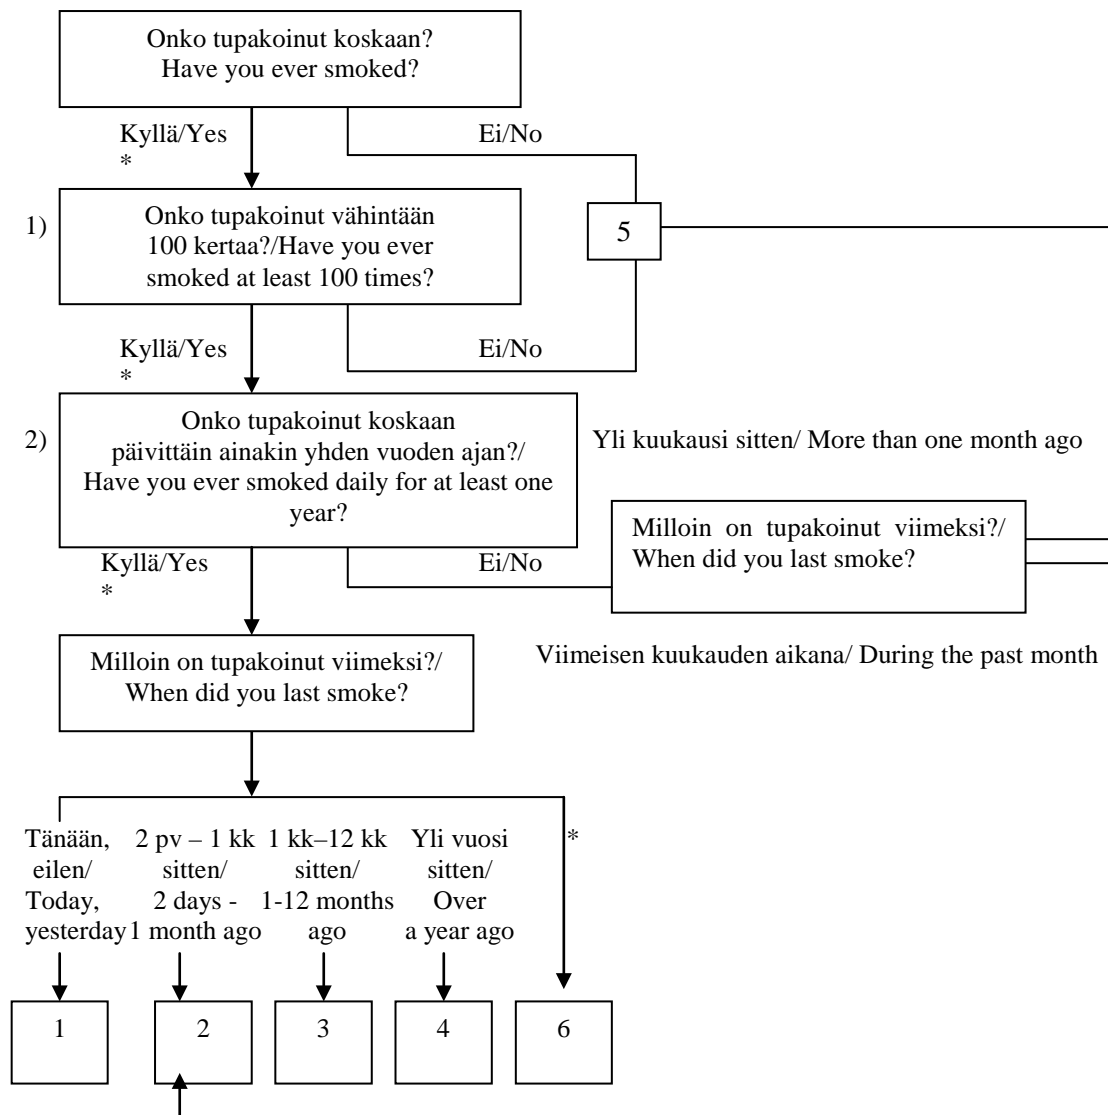 Onko tupakoinut koskaan?
Have you ever smoked?
Kyllä/Yes
*
Ei/No
1)
Onko tupakoinut vähintään
100 kertaa?/Have you ever
smoked at least 100 times?
5
Kyllä/Yes
*
Ei/No
2)
Onko tupakoinut koskaan
päivittäin ainakin yhden vuoden ajan?/
Have you ever smoked daily for at least one
year?
Yli kuukausi sitten/ More than one month ago
Milloin on tupakoinut viimeksi?/
When did you last smoke?
Kyllä/Yes
*
Ei/No
Viimeisen kuukauden aikana/ During the past month
Milloin on tupakoinut viimeksi?/
When did you last smoke?
Tänään,
eilen/
Today,
yesterday
2 pv – 1 kk
sitten/
2 days -
1 month ago
1 kk–12 kk
sitten/
1-12 months
ago
Yli vuosi
sitten/
Over
a year ago
*
1
2
3
4
6